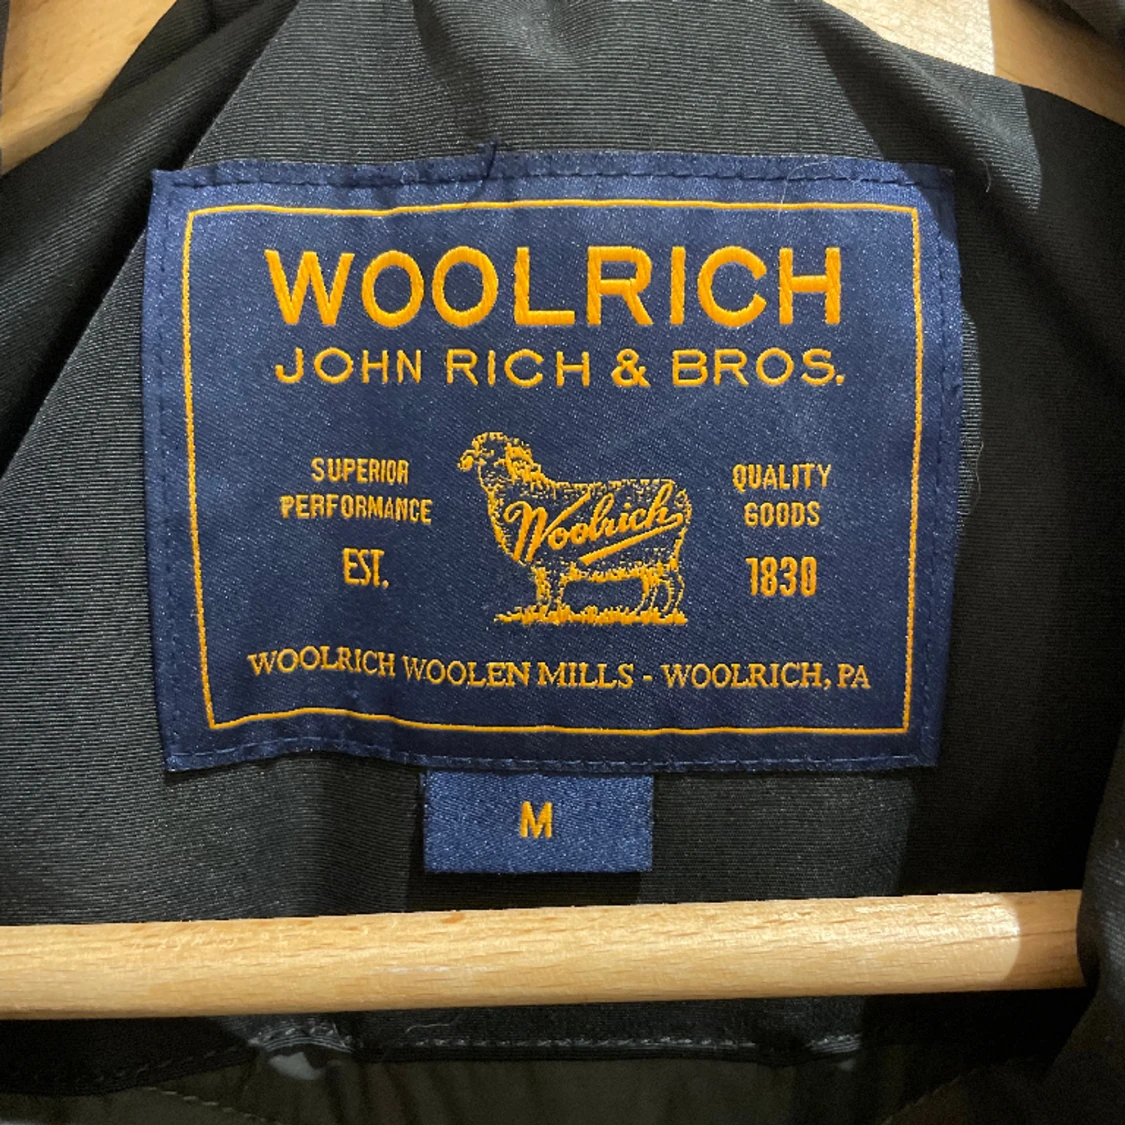 WOOLRICH
JOHN RICH & BROS.
SUPERIOR
PERFORMANCE
EST.
Woolrich
QUALITY
GOODS
1830
WOOLRICH WOOLEN MILLS - WOOLRICH, PA
M